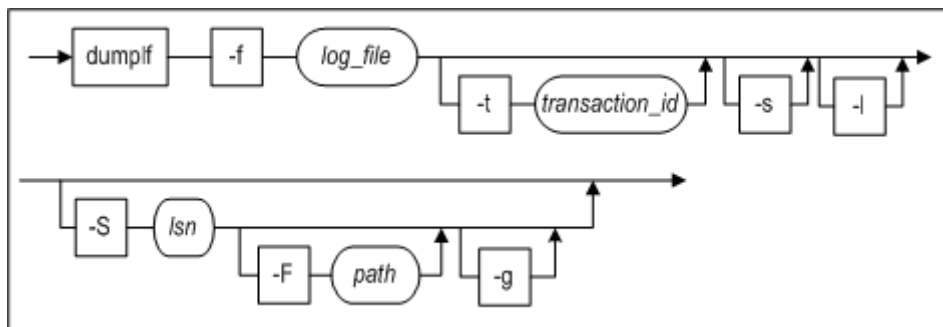 dumplf -f log_file
-t transaction_id -s -l
-S lsn
-F path -g